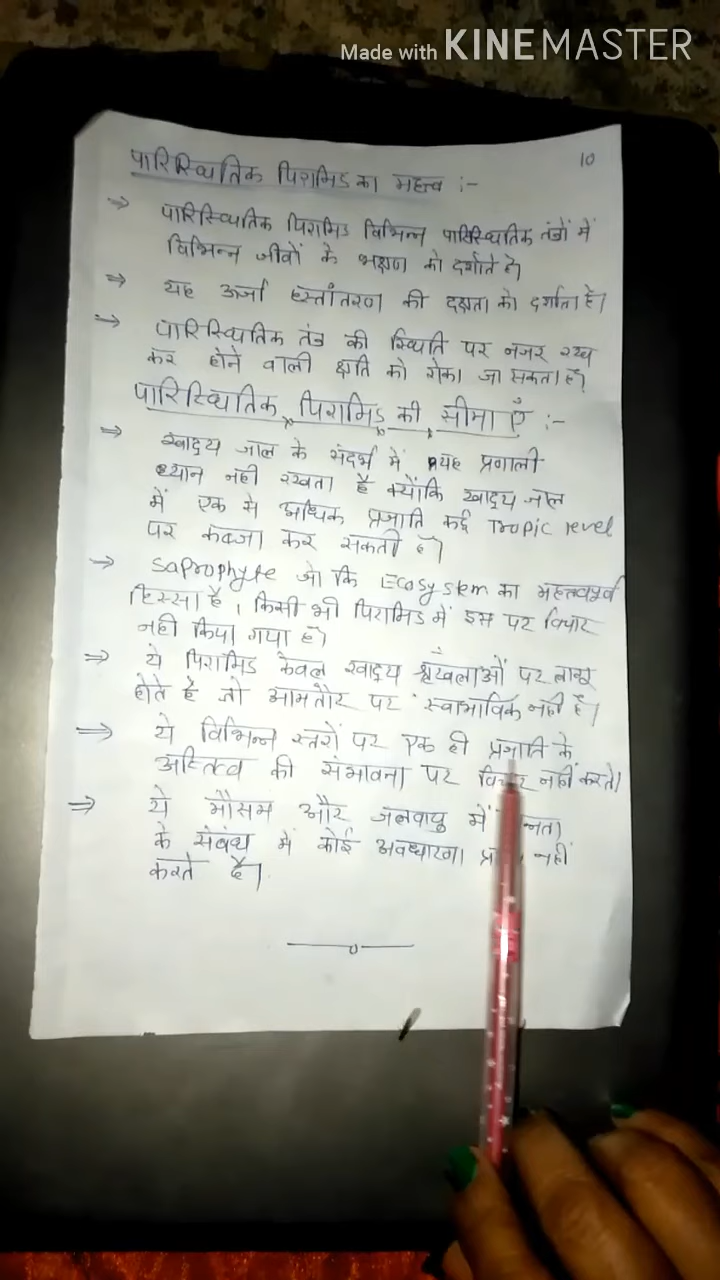 Made with KINEMASTER
10
पारिस्थितिक पिरामिड का महत्व :-
⇒ पारिस्थितिक पिरामिड विभिन्न पारिस्थितिक तंत्रों में
विभिन्न जीवों के भक्षण को दर्शाते है।
⇒ यह ऊर्जा हस्तांतरण की दक्षता को दर्शाता है।
⇒ पारिस्थितिक तंत्र की स्थिति पर नजर रख
कर होने वाली क्षति को रोका जा सकता है।
पारिस्थितिक पिरामिड की सीमाएँ :-
⇒ खाद्य जाल के संदर्भ में यह प्रणाली
ध्यान नही रखता है क्योंकि खाद्य जाल
में एक से अधिक प्रजाति कई Tropic level
पर कब्जा कर सकती है।
⇒ Saprophyte जो कि Ecosystem का महत्वपूर्व
हिस्सा है, किसी भी पिरामिड में इस पर विचार
नही किया गया है।
⇒ ये पिरामिड केवल खाद्य श्रृंखलाओं पर लागू
होते है जो आमतौर पर स्वाभाविक नही है।
⇒ ये विभिन्न स्तरों पर एक ही प्रजाति के
अस्तित्व की संभावना पर नहीं करते।
⇒ ये मौसम और जलवायु में
के संबंध में कोई अवधारणा नहीं
करते है।